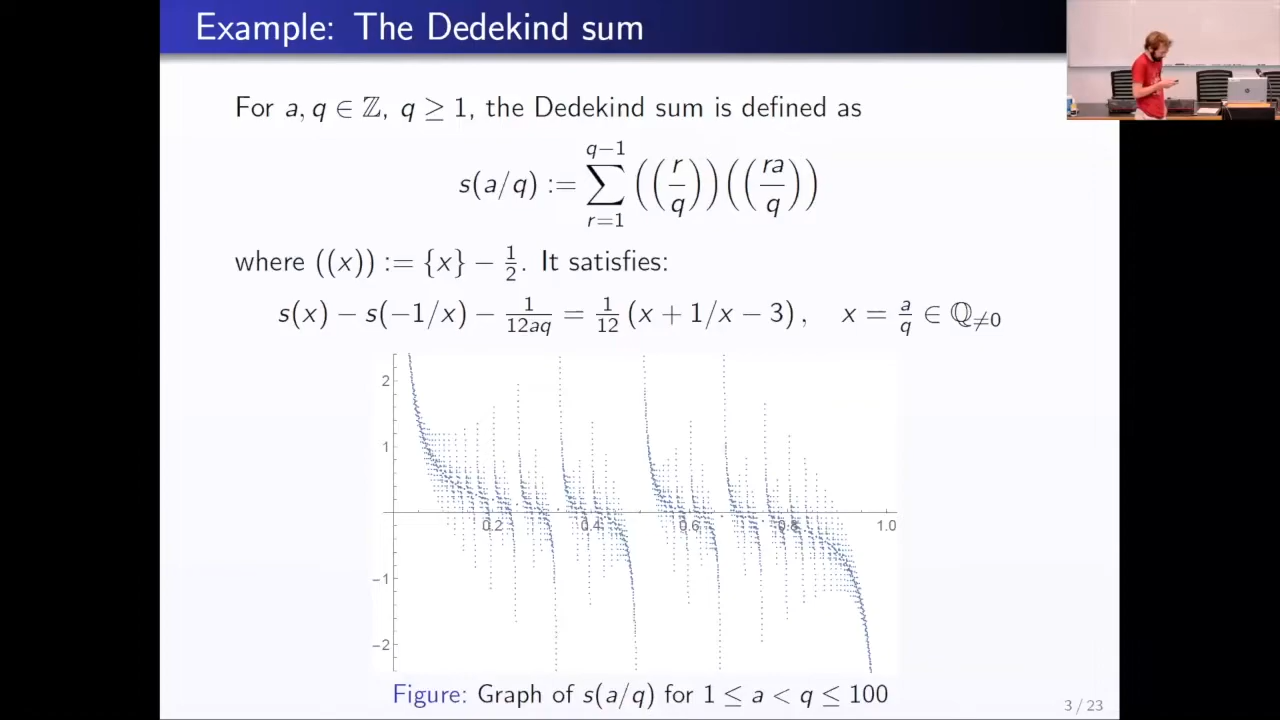 Example: The Dedekind sum
For a, q ∈ ℤ, q ≥ 1, the Dedekind sum is defined as
s(a/q) := ∑_{r=1}^{q−1} ((r/q)) ((ra/q))
where ((x)) := {x} − 1/2. It satisfies:
s(x) − s(−1/x) − 1/(12aq) = 1/12 (x + 1/x − 3), x = a/q ∈ ℚ_{≠0}
2
1
0.2 0.4 0.6 0.8 1.0
−1
−2
Figure: Graph of s(a/q) for 1 ≤ a < q ≤ 100
3 / 23